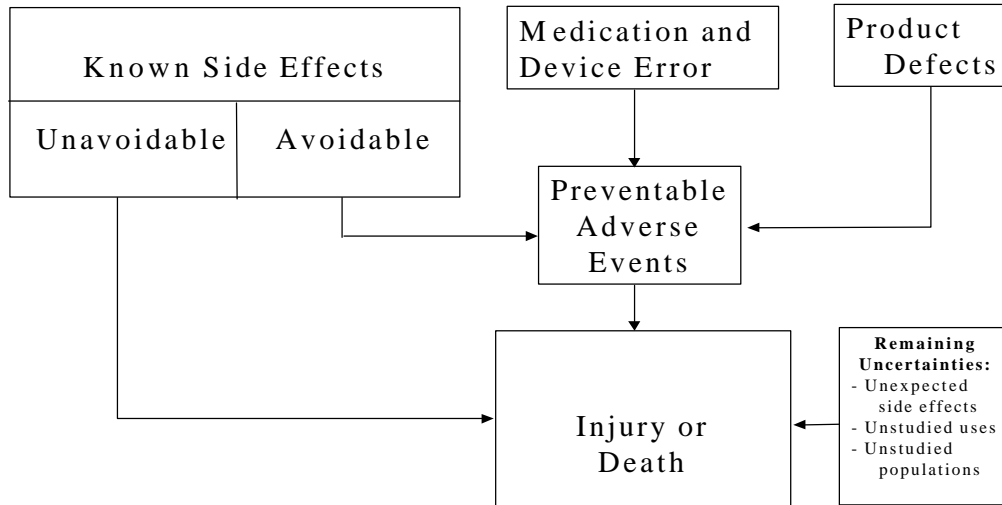 Known Side Effects
Unavoidable
Avoidable
Medication and
Device Error
Product
Defects
Preventable
Adverse
Events
Injury or
Death
Remaining
Uncertainties:
- Unexpected
side effects
- Unstudied uses
- Unstudied
populations